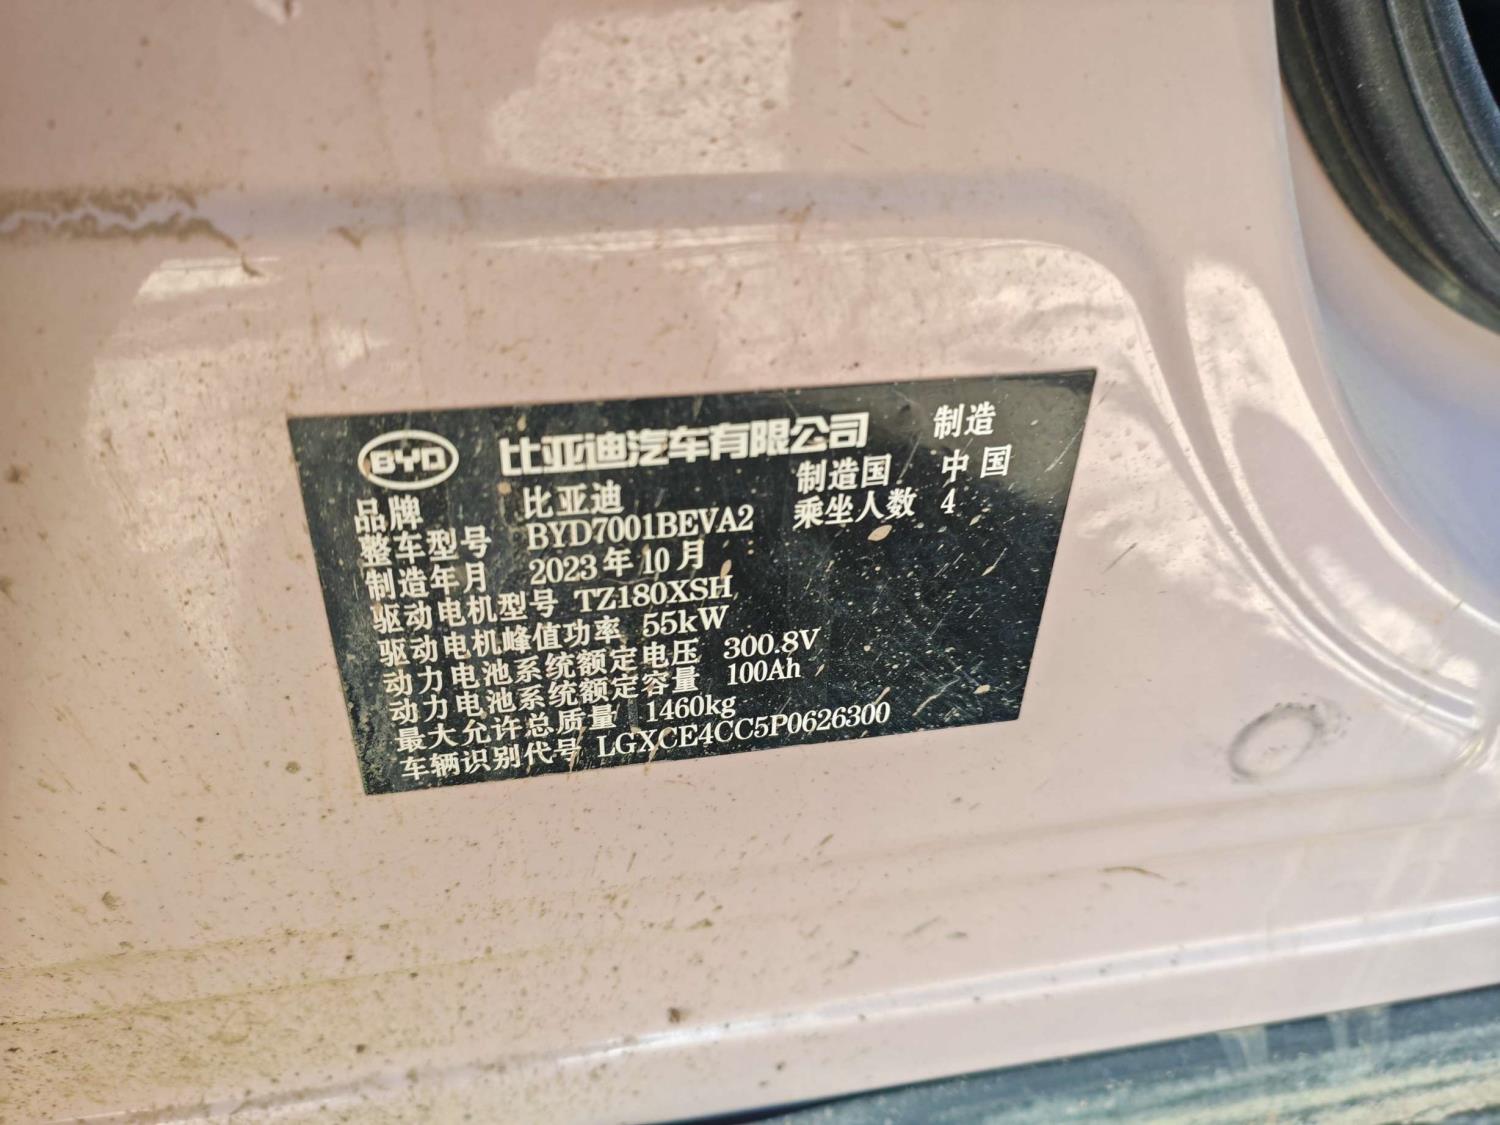 BYD 比亚迪汽车有限公司 制造
品牌 比亚迪 制造国 中国
整车型号 BYD7001BEVA2 乘坐人数 4
制造年月 2023年10月
驱动电机型号 TZ180XSH
驱动电机峰值功率 55kW
动力电池系统额定电压 300.8V
动力电池系统额定容量 100Ah
最大允许总质量 1460kg
车辆识别代号 LGXCE4CC5P0626300